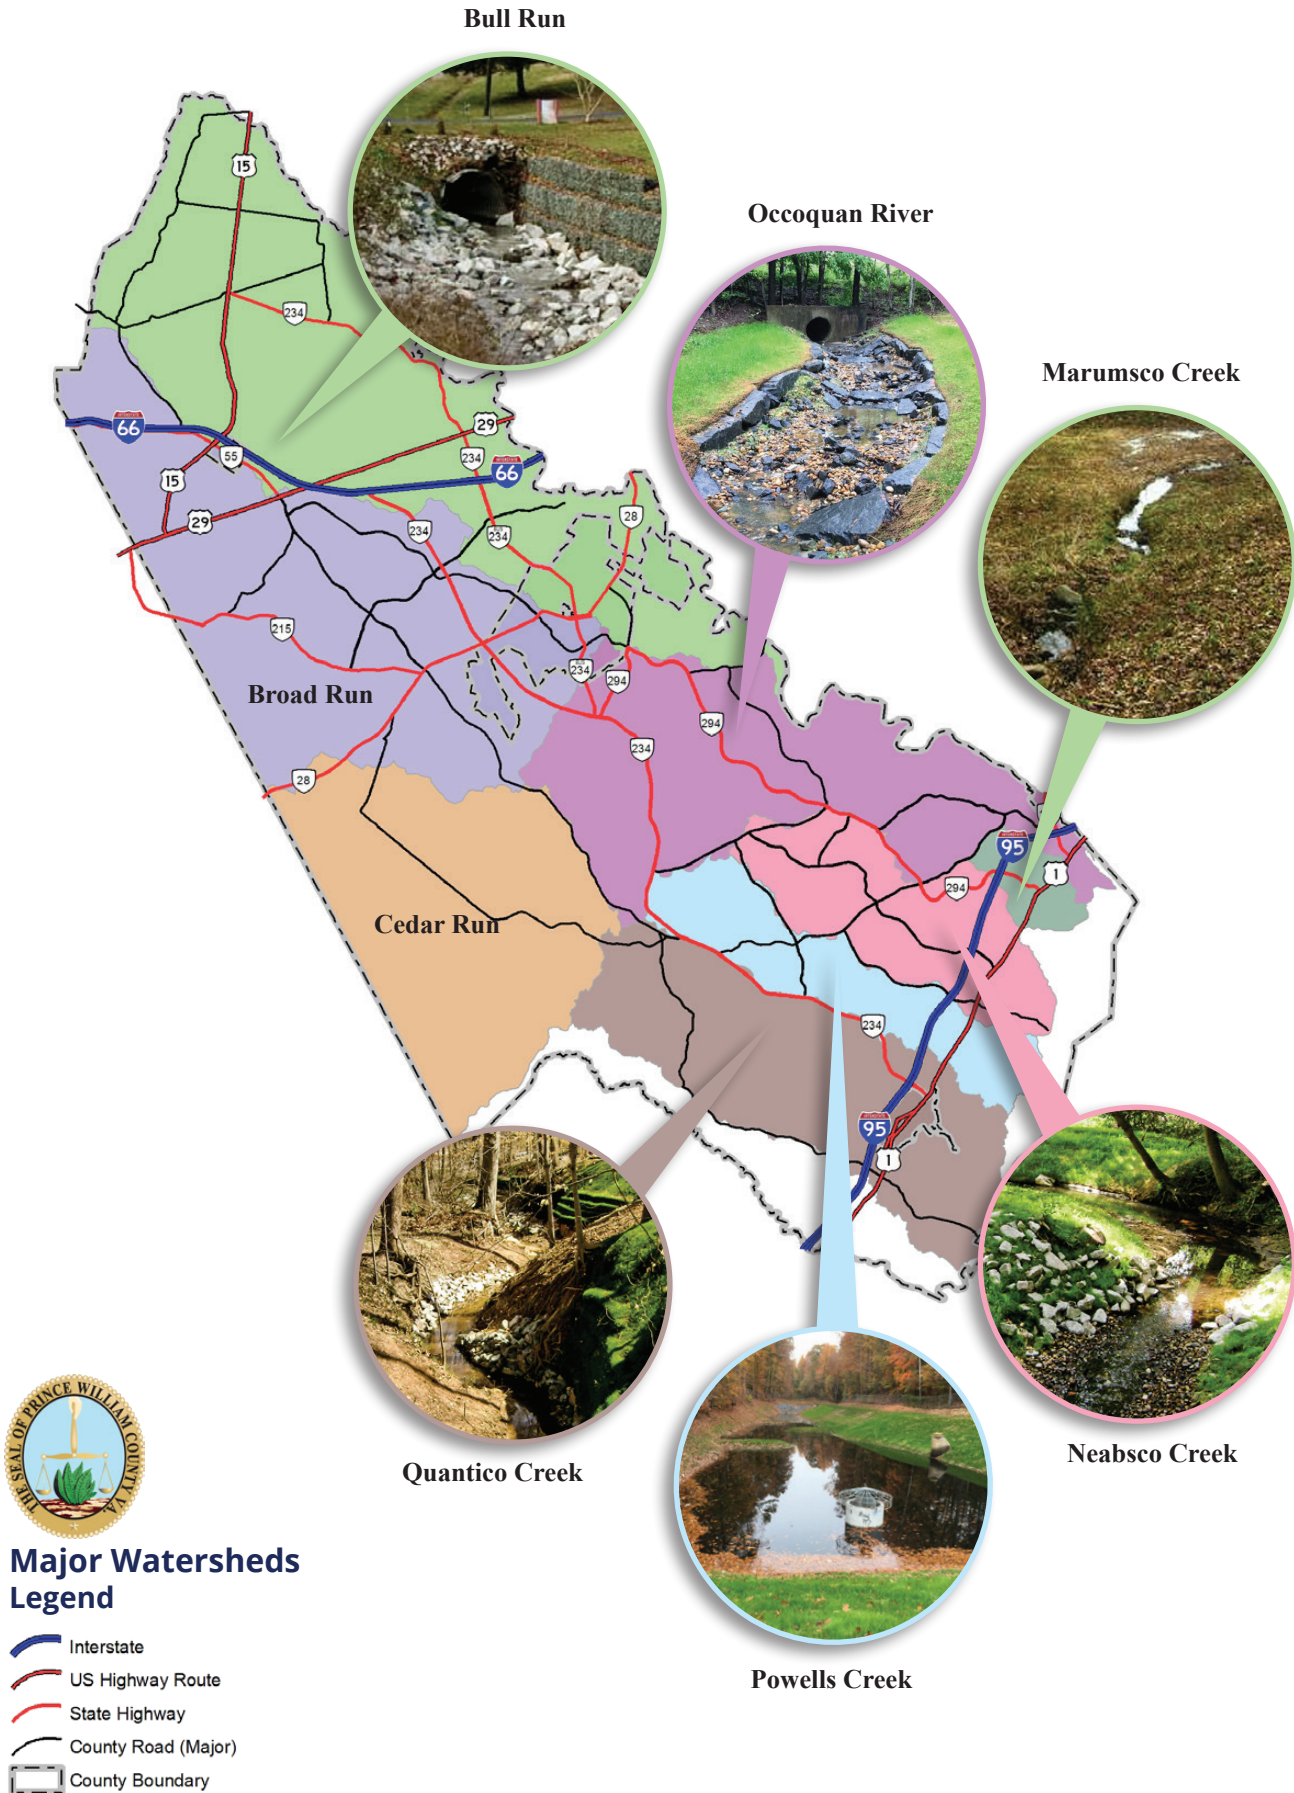 Bull Run
15
Occoquan River
234
Marumsco Creek
66
29
55
234
66
15
29
234
234
28
215
234
294
Broad Run
294
234
28
95
1
294
Cedar Run
234
95
1
Quantico Creek
Neabsco Creek
THE SEAL OF PRINCE WILLIAM COUNTY VA.
Major Watersheds
Legend
Interstate
US Highway Route
Powells Creek
State Highway
County Road (Major)
County Boundary